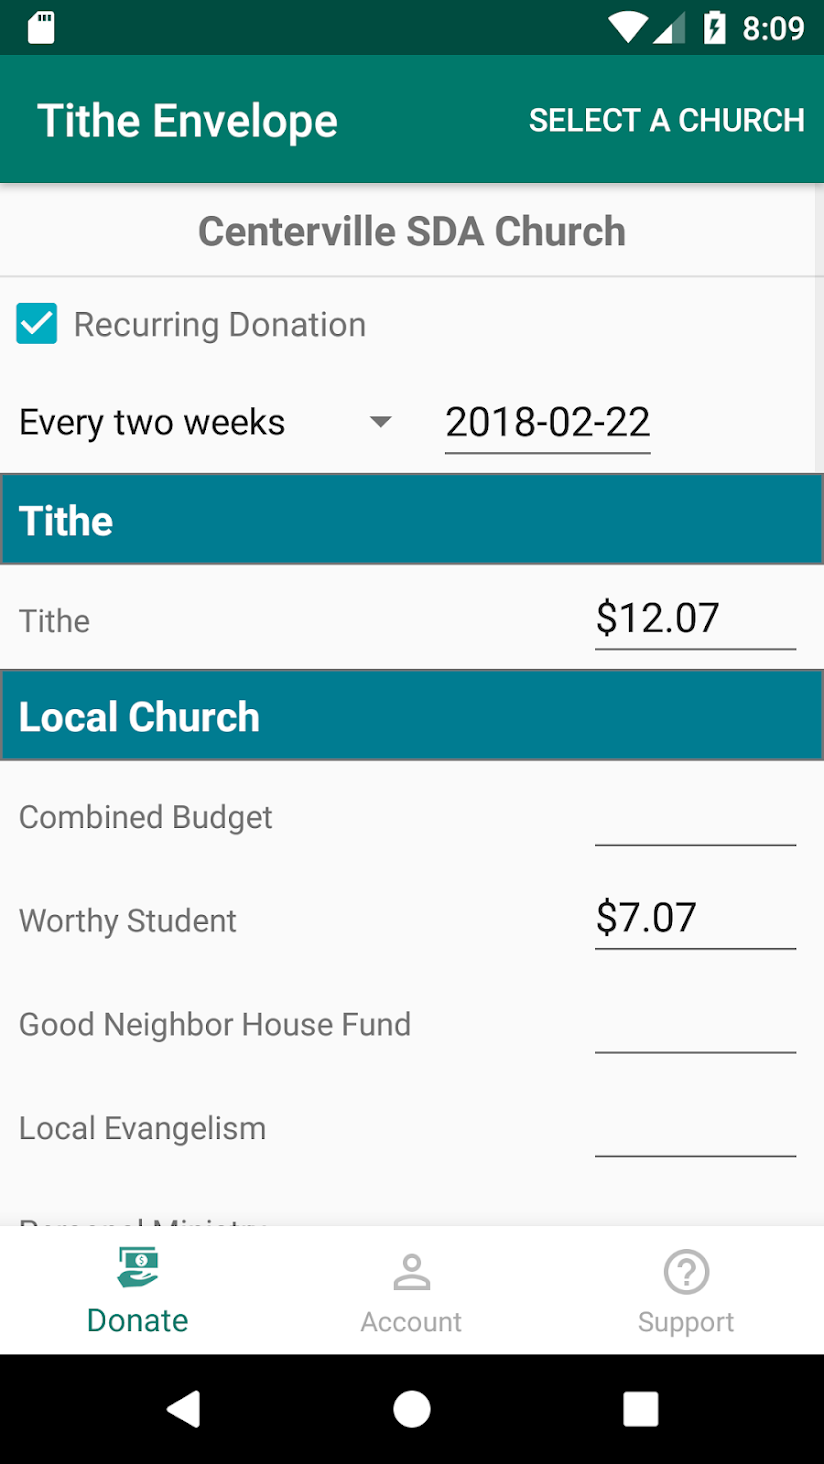 8:09
Tithe Envelope SELECT A CHURCH
Centerville SDA Church
Recurring Donation
Every two weeks 2018-02-22
Tithe
Tithe $12.07
Local Church
Combined Budget
Worthy Student $7.07
Good Neighbor House Fund
Local Evangelism
Personal Ministry
Donate Account Support